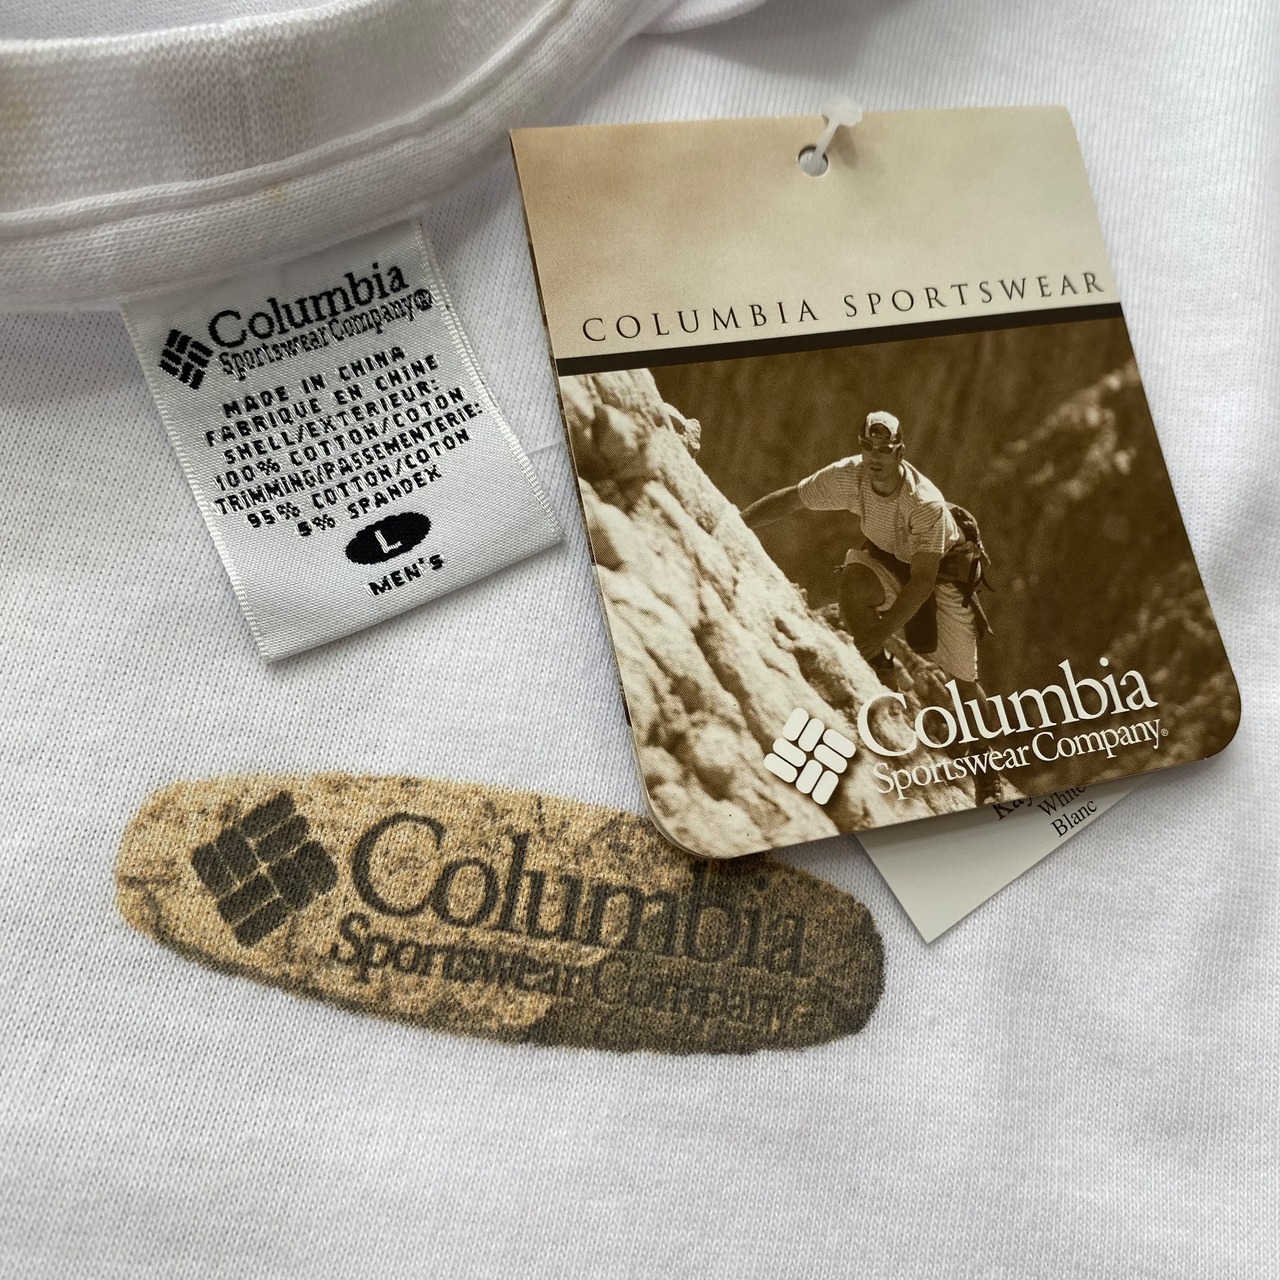 Columbia
Sportswear Company®
MADE IN CHINA
FABRIQUE EN CHINE
SHELL/EXTERIEUR:
100% COTTON/COTON
TRIMMING/PASSEMENTERIE:
95% COTTON/COTON
5% SPANDEX
L
MEN'S
COLUMBIA SPORTSWEAR
Columbia
Sportswear Company®
White
Blanc
Columbia
Sportswear Company